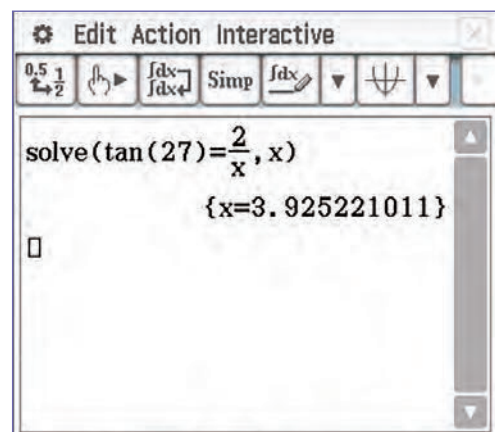 Edit Action Interactive
0.5 1/2 ∫dx ∫dx Simp ∫dx
solve(tan(27)=2/x,x)
{x=3.925221011}